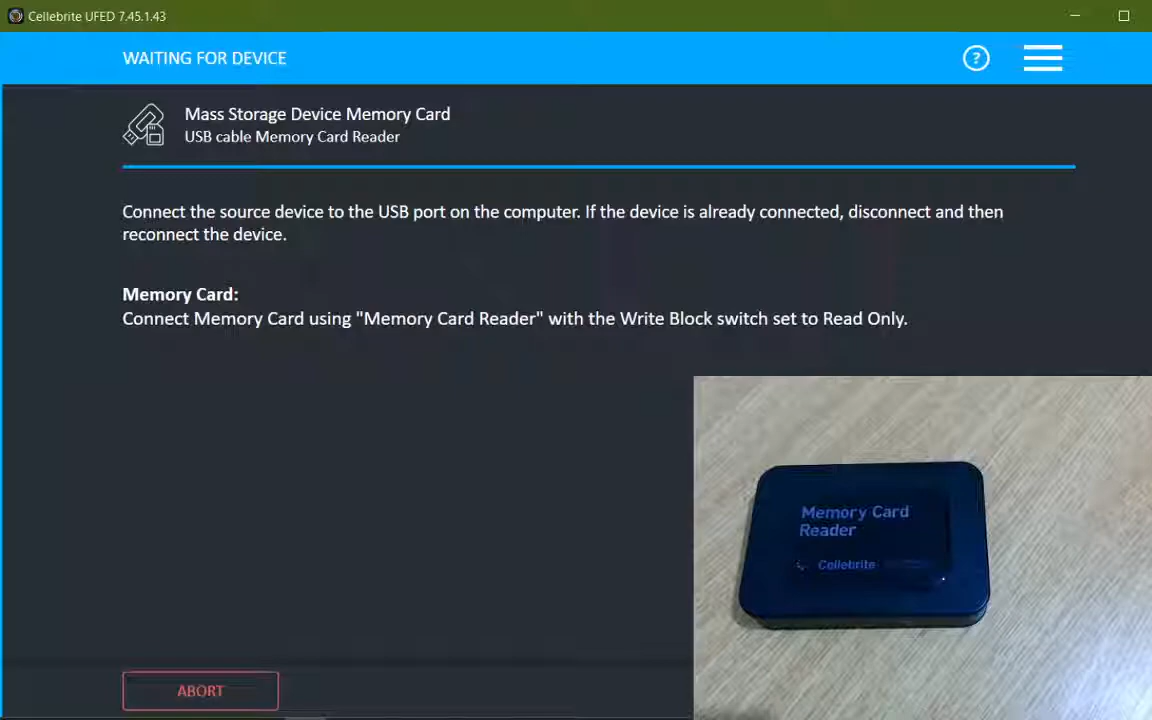 Cellebrite UFED 7.45.1.43
WAITING FOR DEVICE
?
Mass Storage Device Memory Card
USB cable Memory Card Reader
Connect the source device to the USB port on the computer. If the device is already connected, disconnect and then
reconnect the device.
Memory Card:
Connect Memory Card using "Memory Card Reader" with the Write Block switch set to Read Only.
Memory Card
Reader
Cellebrite
ABORT